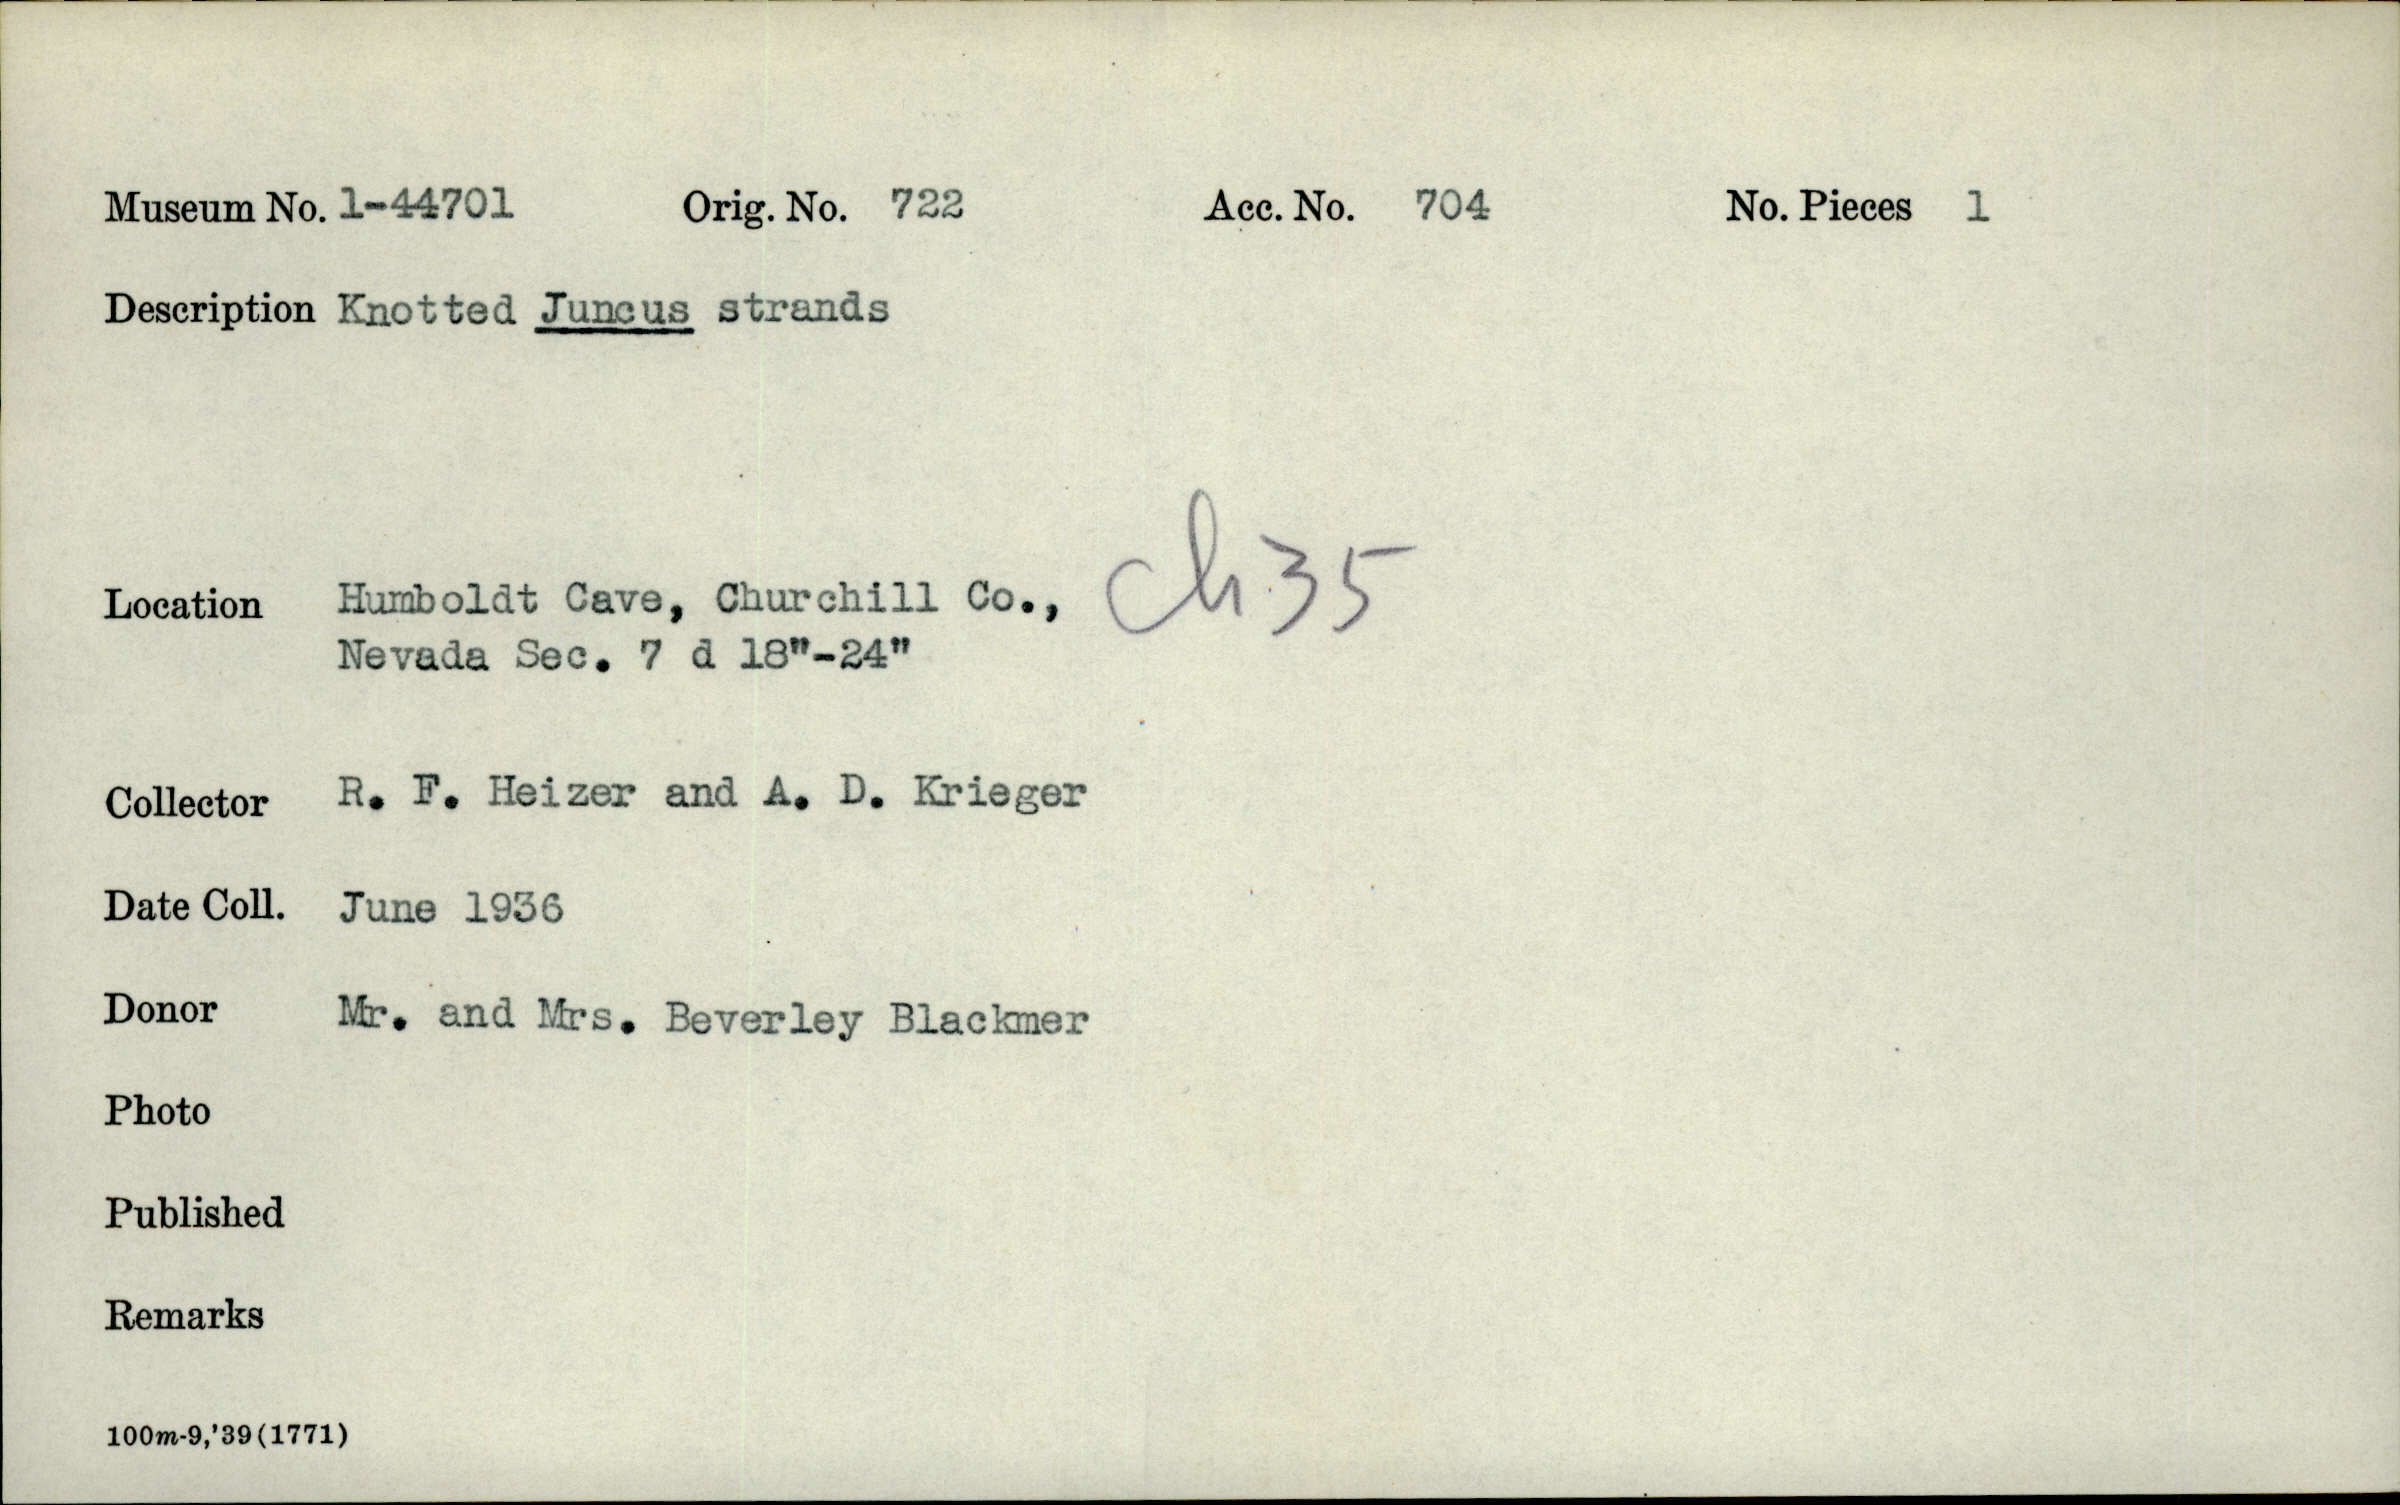 Museum No. 1-44701 Orig. No. 722 Acc. No. 704 No. Pieces 1
Description Knotted Juncus strands
Location Humboldt Cave, Churchill Co., Ch 35
Nevada Sec. 7 d 18"-24"
Collector R. F. Heizer and A. D. Krieger
Date Coll. June 1936
Donor Mr. and Mrs. Beverley Blackmer
Photo
Published
Remarks
100m-9,'39(1771)